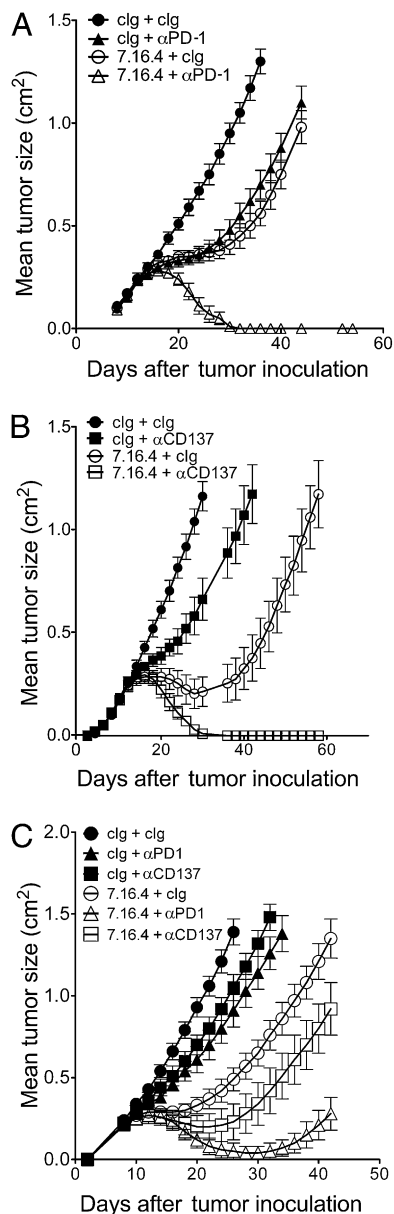 A
clg + clg
clg + αPD-1
7.16.4 + clg
7.16.4 + αPD-1
Mean tumor size (cm2)
1.5
1.0
0.5
0.0
0 20 40 60
Days after tumor inoculation
B
clg + clg
clg + αCD137
7.16.4 + clg
7.16.4 + αCD137
Mean tumor size (cm2)
1.5
1.0
0.5
0.0
0 20 40 60
Days after tumor inoculation
C
clg + clg
clg + αPD1
clg + αCD137
7.16.4 + clg
7.16.4 + αPD1
7.16.4 + αCD137
Mean tumor size (cm2)
2.0
1.5
1.0
0.5
0.0
0 10 20 30 40 50
Days after tumor inoculation